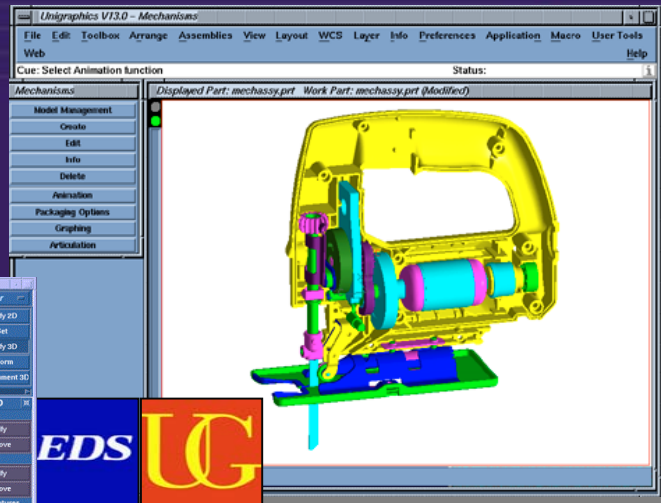 Unigraphics V13.0 – Mechanisms
File Edit Toolbox Arrange Assemblies View Layout WCS Layer Info Preferences Application Macro User Tools
Web Help
Cue: Select Animation function Status:
Mechanisms
Displayed Part: mechassy.prt Work Part: mechassy.prt (Modified)
Model Management
Create
Edit
Info
Delete
Animation
Packaging Options
Graphing
Articulation
EDS
UG